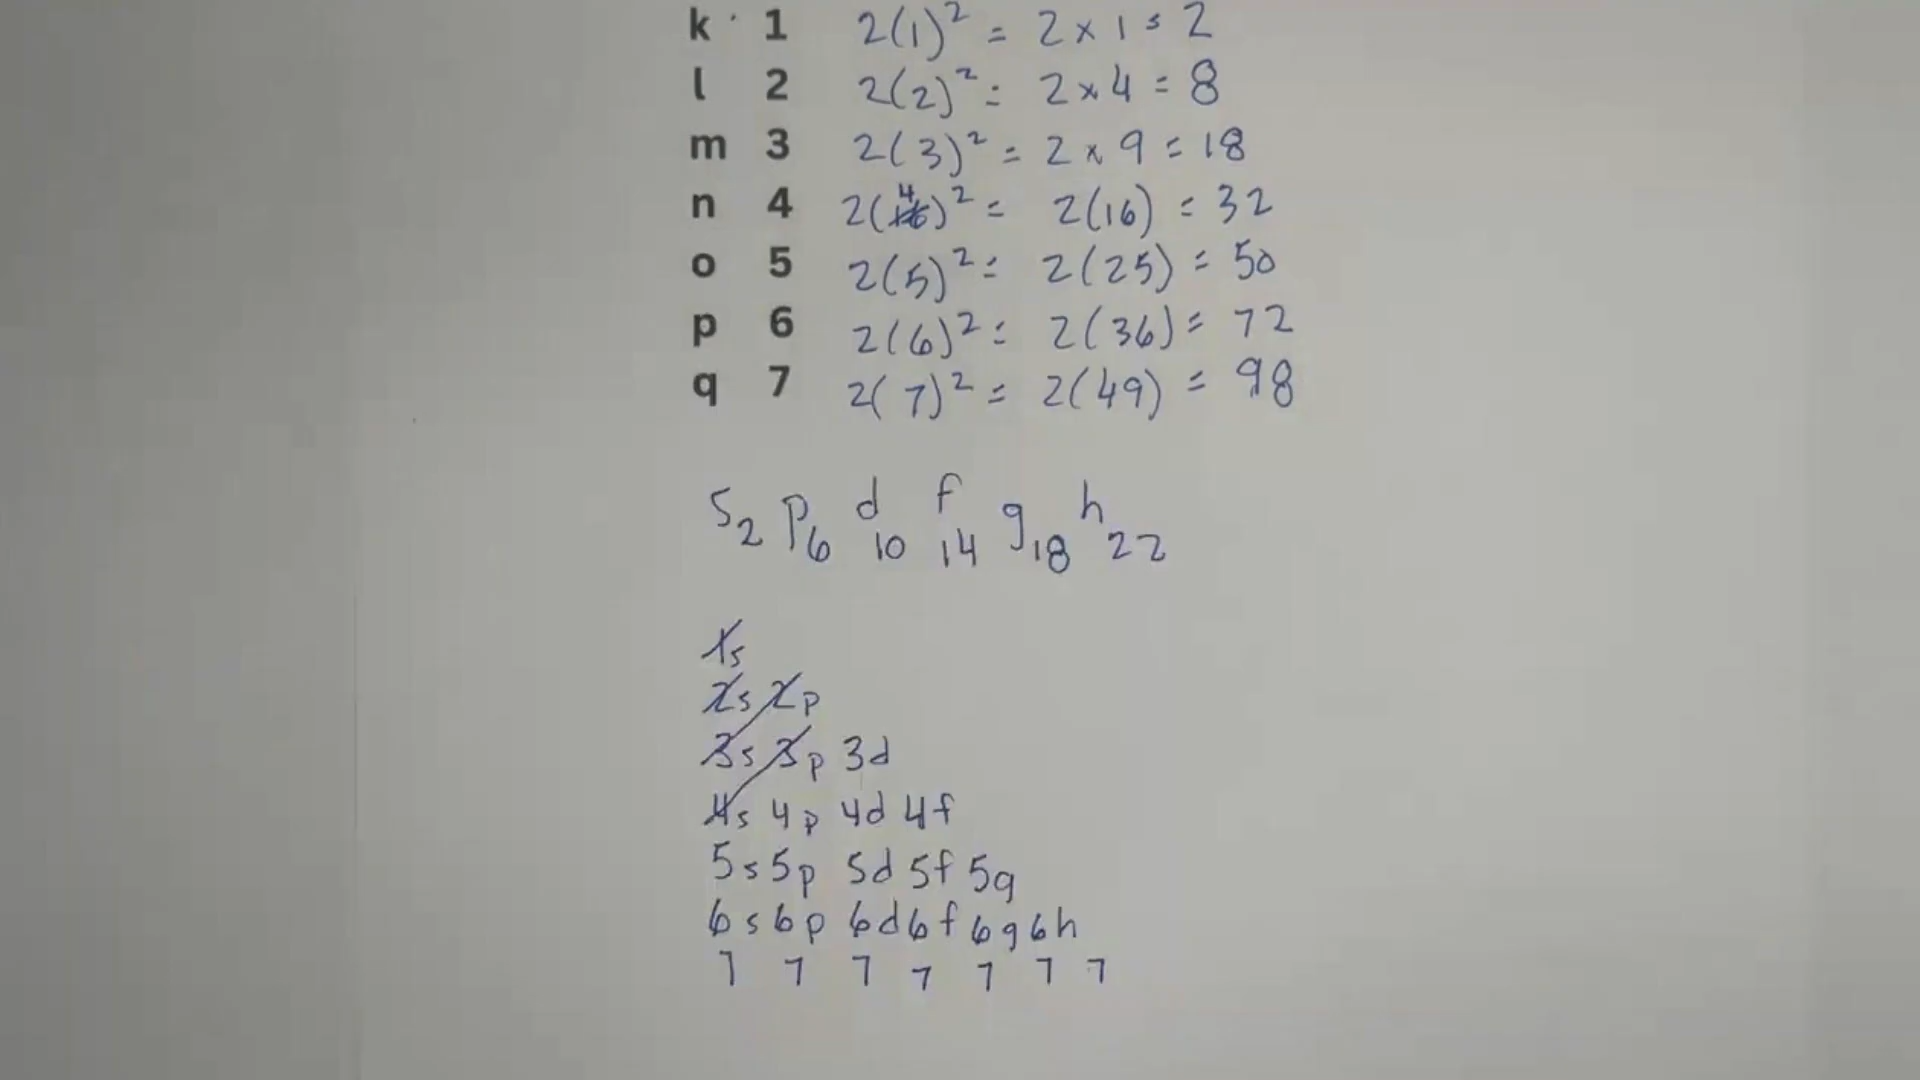 k 1 2(1)² = 2 x 1 = 2
l 2 2(2)² = 2 x 4 = 8
m 3 2(3)² = 2 x 9 = 18
n 4 2(4)² = 2(16) = 32
o 5 2(5)² = 2(25) = 50
p 6 2(6)² = 2(36) = 72
q 7 2(7)² = 2(49) = 98
s2 p6 d10 f14 g18 h22
1s
2s 2p
3s 3p 3d
4s 4p 4d 4f
5s 5p 5d 5f 5g
6s 6p 6d 6f 6g 6h
7 7 7 7 7 7 7